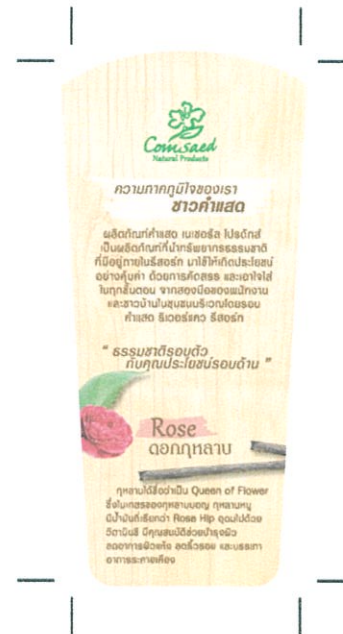 Comsaed
Natural Products
ความภาคภูมิใจของเรา
ชาวคำแสด
ผลิตภัณฑ์คำแสด เนเชอรัล โปรดักส์
เป็นผลิตภัณฑ์ที่นำทรัพยากรธรรมชาติ
ที่มีอยู่ภายในรีสอร์ท มาใช้ให้เกิดประโยชน์
อย่างคุ้มค่า ด้วยการคัดสรร และเอาใจใส่
ในทุกขั้นตอน จากสองมือของพนักงาน
และชาวบ้านในชุมชนบริเวณโดยรอบ
คำแสด ริเวอร์แคว รีสอร์ท
" ธรรมชาติรอบตัว
กับคุณประโยชน์รอบด้าน "
Rose
ดอกกุหลาบ
กุหลาบได้ชื่อว่าเป็น Queen of Flower
ซึ่งในเกสรของกุหลาบมอญ กุหลาบหนู
มีน้ำมันที่เรียกว่า Rose Hip อุดมไปด้วย
วิตามินซี มีคุณสมบัติช่วยบำรุงผิว
ลดอาการผิวแห้ง ลดริ้วรอย และบรรเทา
อาการระคายเคือง